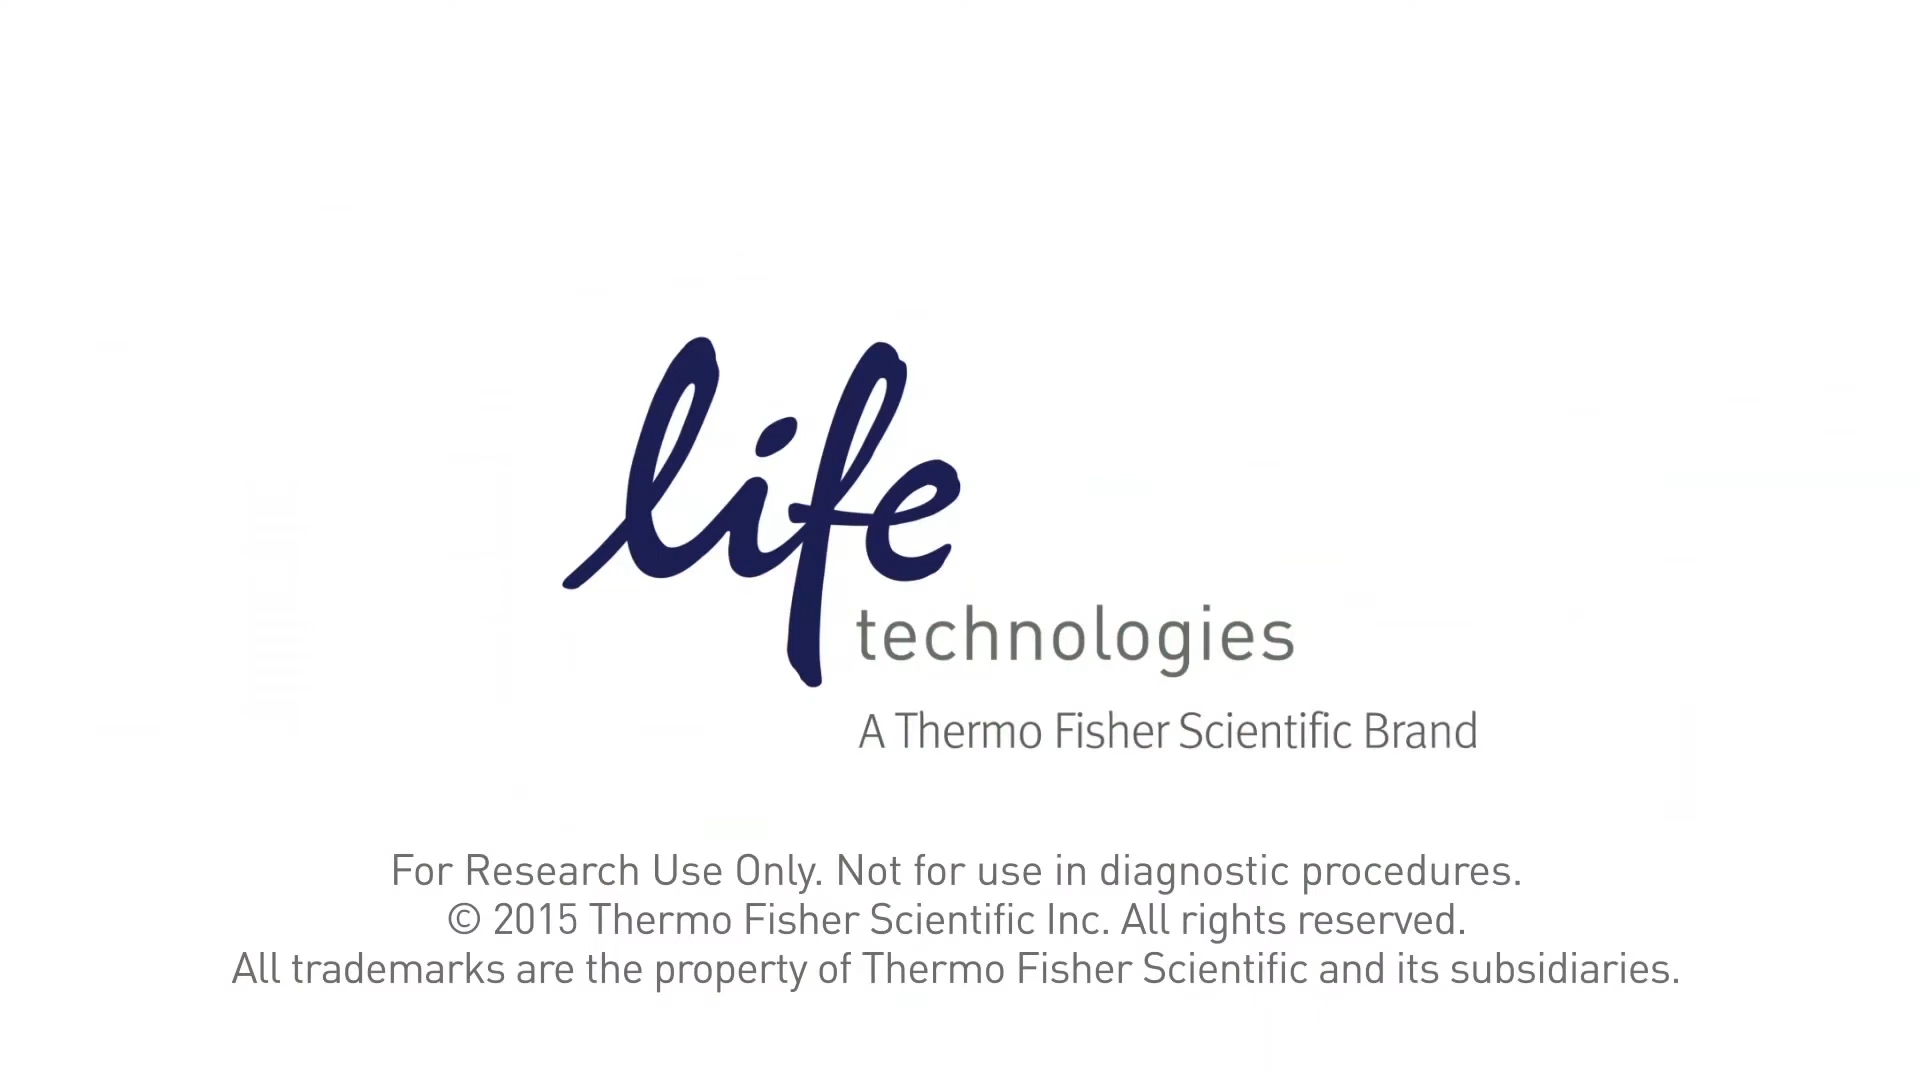 life
technologies
A Thermo Fisher Scientific Brand
For Research Use Only. Not for use in diagnostic procedures.
© 2015 Thermo Fisher Scientific Inc. All rights reserved.
All trademarks are the property of Thermo Fisher Scientific and its subsidiaries.